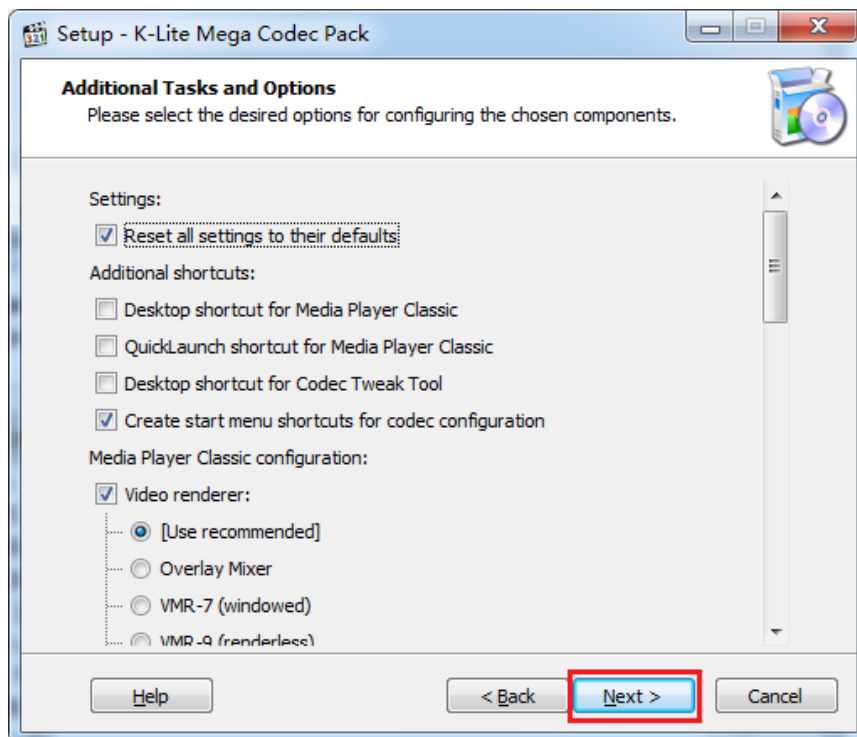 Setup - K-Lite Mega Codec Pack
Additional Tasks and Options
Please select the desired options for configuring the chosen components.
Settings:
Reset all settings to their defaults
Additional shortcuts:
Desktop shortcut for Media Player Classic
QuickLaunch shortcut for Media Player Classic
Desktop shortcut for Codec Tweak Tool
Create start menu shortcuts for codec configuration
Media Player Classic configuration:
Video renderer:
[Use recommended]
Overlay Mixer
VMR-7 (windowed)
VMR-9 (renderless)
Help
< Back
Next >
Cancel